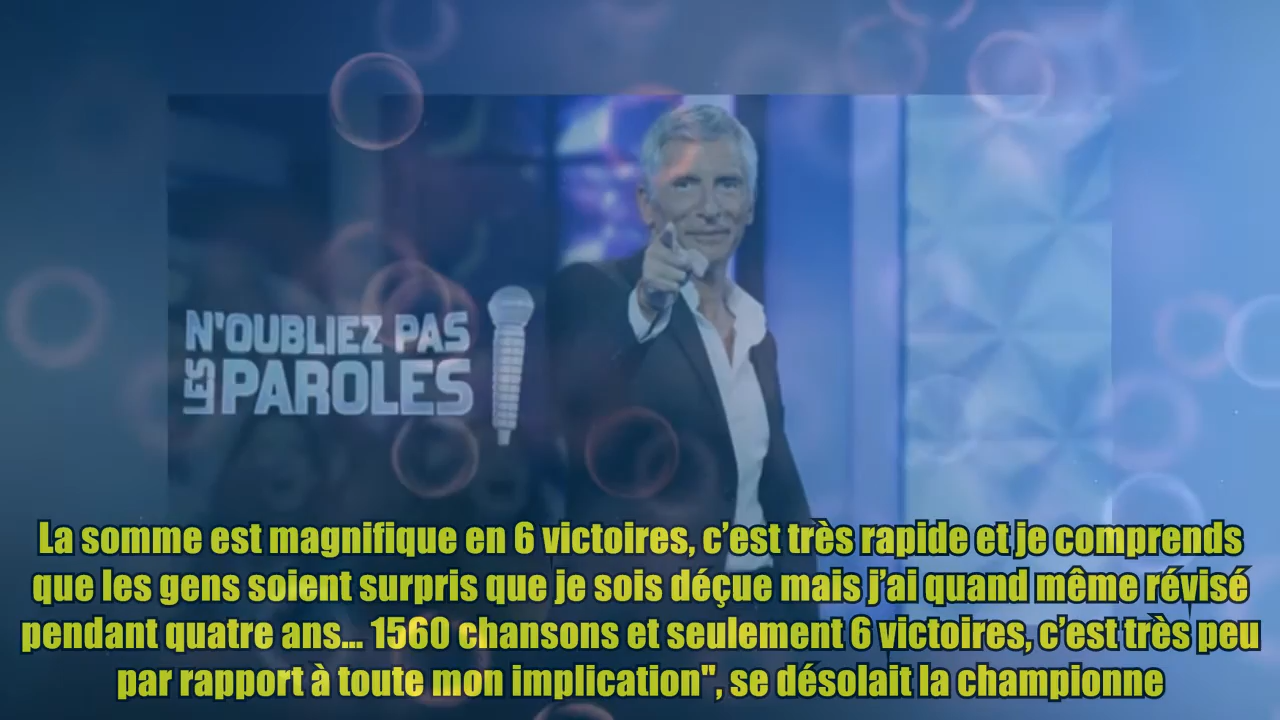 N'OUBLIEZ PAS
LES PAROLES
La somme est magnifique en 6 victoires, c’est très rapide et je comprends
que les gens soient surpris que je sois déçue mais j’ai quand même révisé
pendant quatre ans... 1560 chansons et seulement 6 victoires, c’est très peu
par rapport à toute mon implication", se désolait la championne